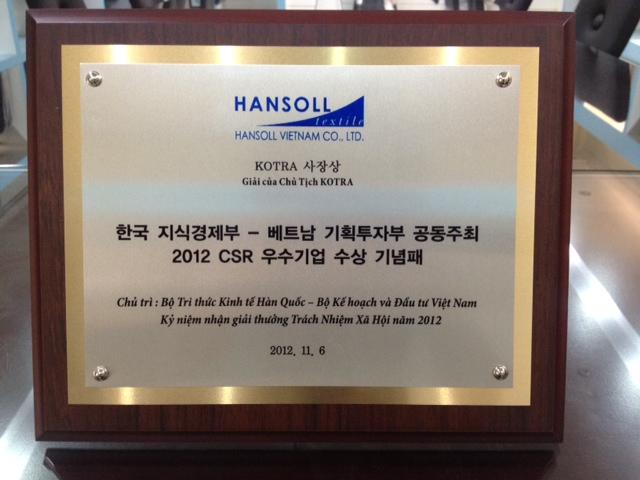 HANSOLL
textile
HANSOLL VIETNAM CO., LTD.
KOTRA 사장상
Giải của Chủ Tịch KOTRA
한국 지식경제부 – 베트남 기획투자부 공동주최
2012 CSR 우수기업 수상 기념패
Chủ trì : Bộ Tri thức Kinh tế Hàn Quốc – Bộ Kế hoạch và Đầu tư Việt Nam
Kỷ niệm nhận giải thưởng Trách Nhiệm Xã Hội năm 2012
2012. 11. 6